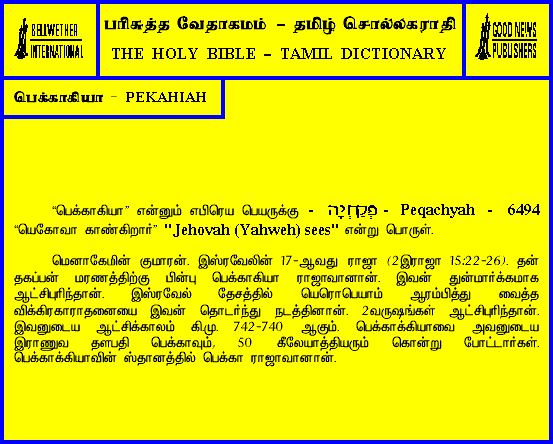 BELLWETHER
INTERNATIONAL
பரிசுத்த வேதாகமம் - தமிழ் சொல்லகராதி
THE HOLY BIBLE - TAMIL DICTIONARY
GOOD NEWS
PUBLISHERS
பெக்காகியா - PEKAHIAH
“பெக்காகியா” என்னும் எபிரெய பெயருக்கு - פְּקַחְיָה - Peqachyah - 6494
“யெகோவா காண்கிறார்” "Jehovah (Yahweh) sees" என்று பொருள்.
மெனாகேமின் குமாரன். இஸ்ரவேலின் 17-ஆவது ராஜா (2இராஜா 15:22-26). தன்
தகப்பன் மரணத்திற்கு பின்பு பெக்காகியா ராஜாவானான். இவன் துன்மார்க்கமாக
ஆட்சிபுரிந்தான். இஸ்ரவேல் தேசத்தில் யெரொபெயாம் ஆரம்பித்து வைத்த
விக்கிரகாராதனையை இவன் தொடர்ந்து நடத்தினான். 2வருஷங்கள் ஆட்சிபுரிந்தான்.
இவனுடைய ஆட்சிக்காலம் கி.மு. 742-740 ஆகும். பெக்காக்கியாவை அவனுடைய
இராணுவ தளபதி பெக்காவும், 50 கீலேயாத்தியரும் கொன்று போட்டார்கள்.
பெக்காக்கியாவின் ஸ்தானத்தில் பெக்கா ராஜாவானான்.